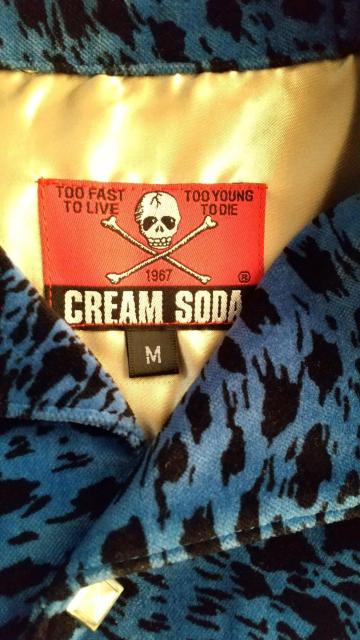 TOO FAST TOO YOUNG
TO LIVE TO DIE
1967 ®
CREAM SODA
M